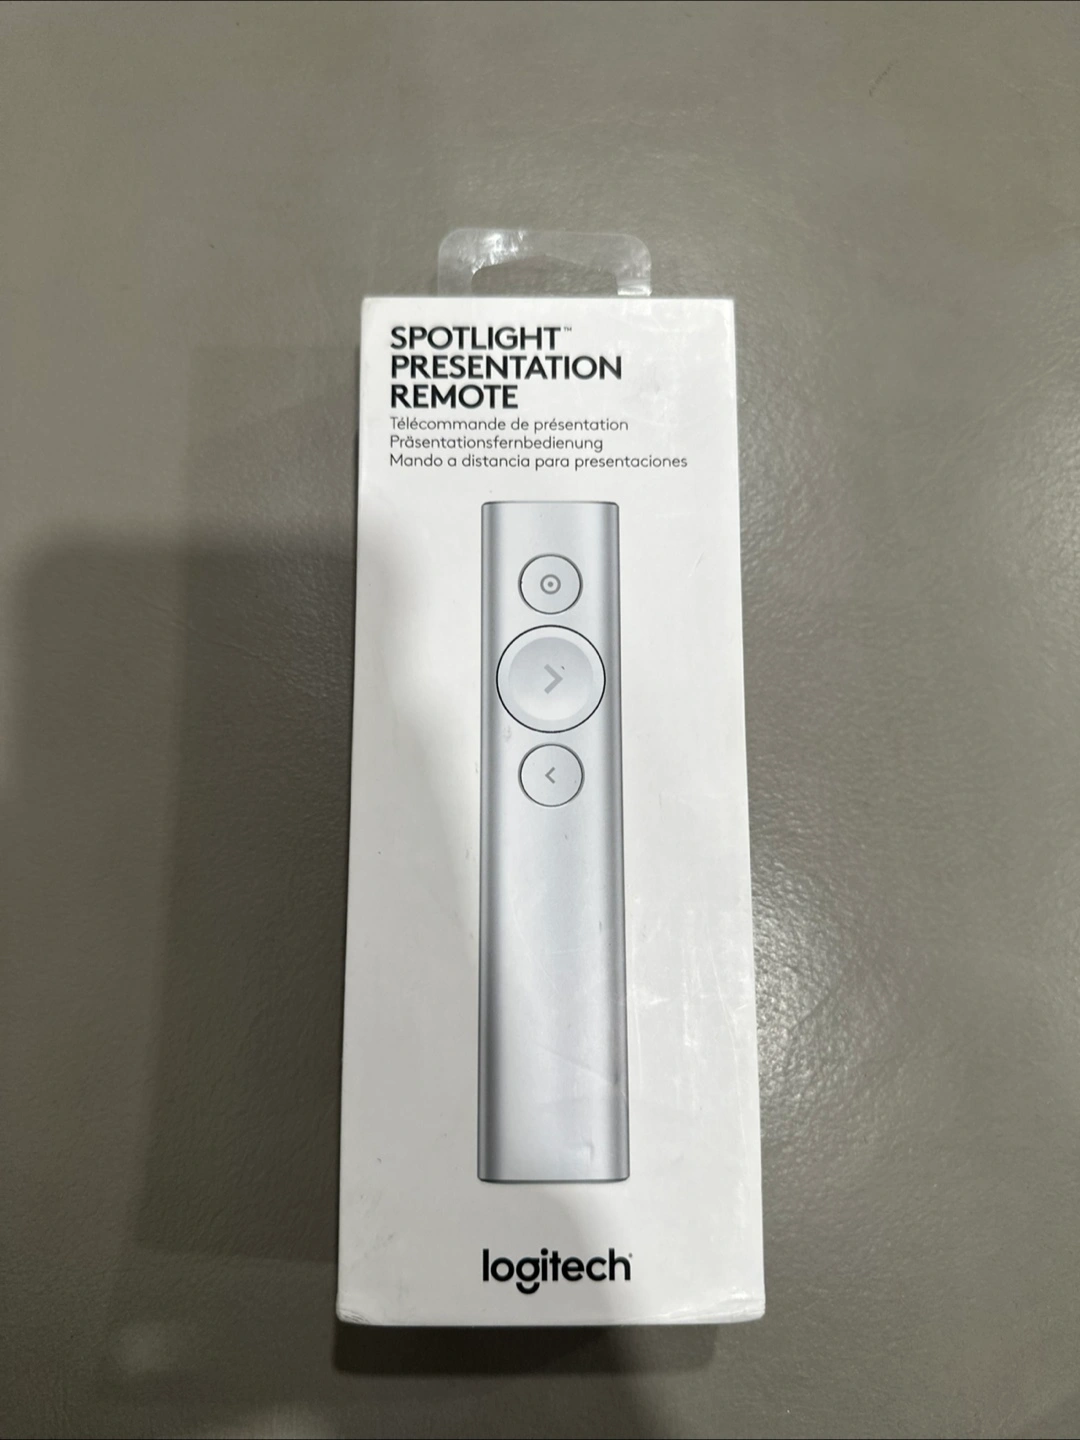 SPOTLIGHT™
PRESENTATION
REMOTE
Télécommande de présentation
Präsentationsfernbedienung
Mando a distancia para presentaciones
logitech